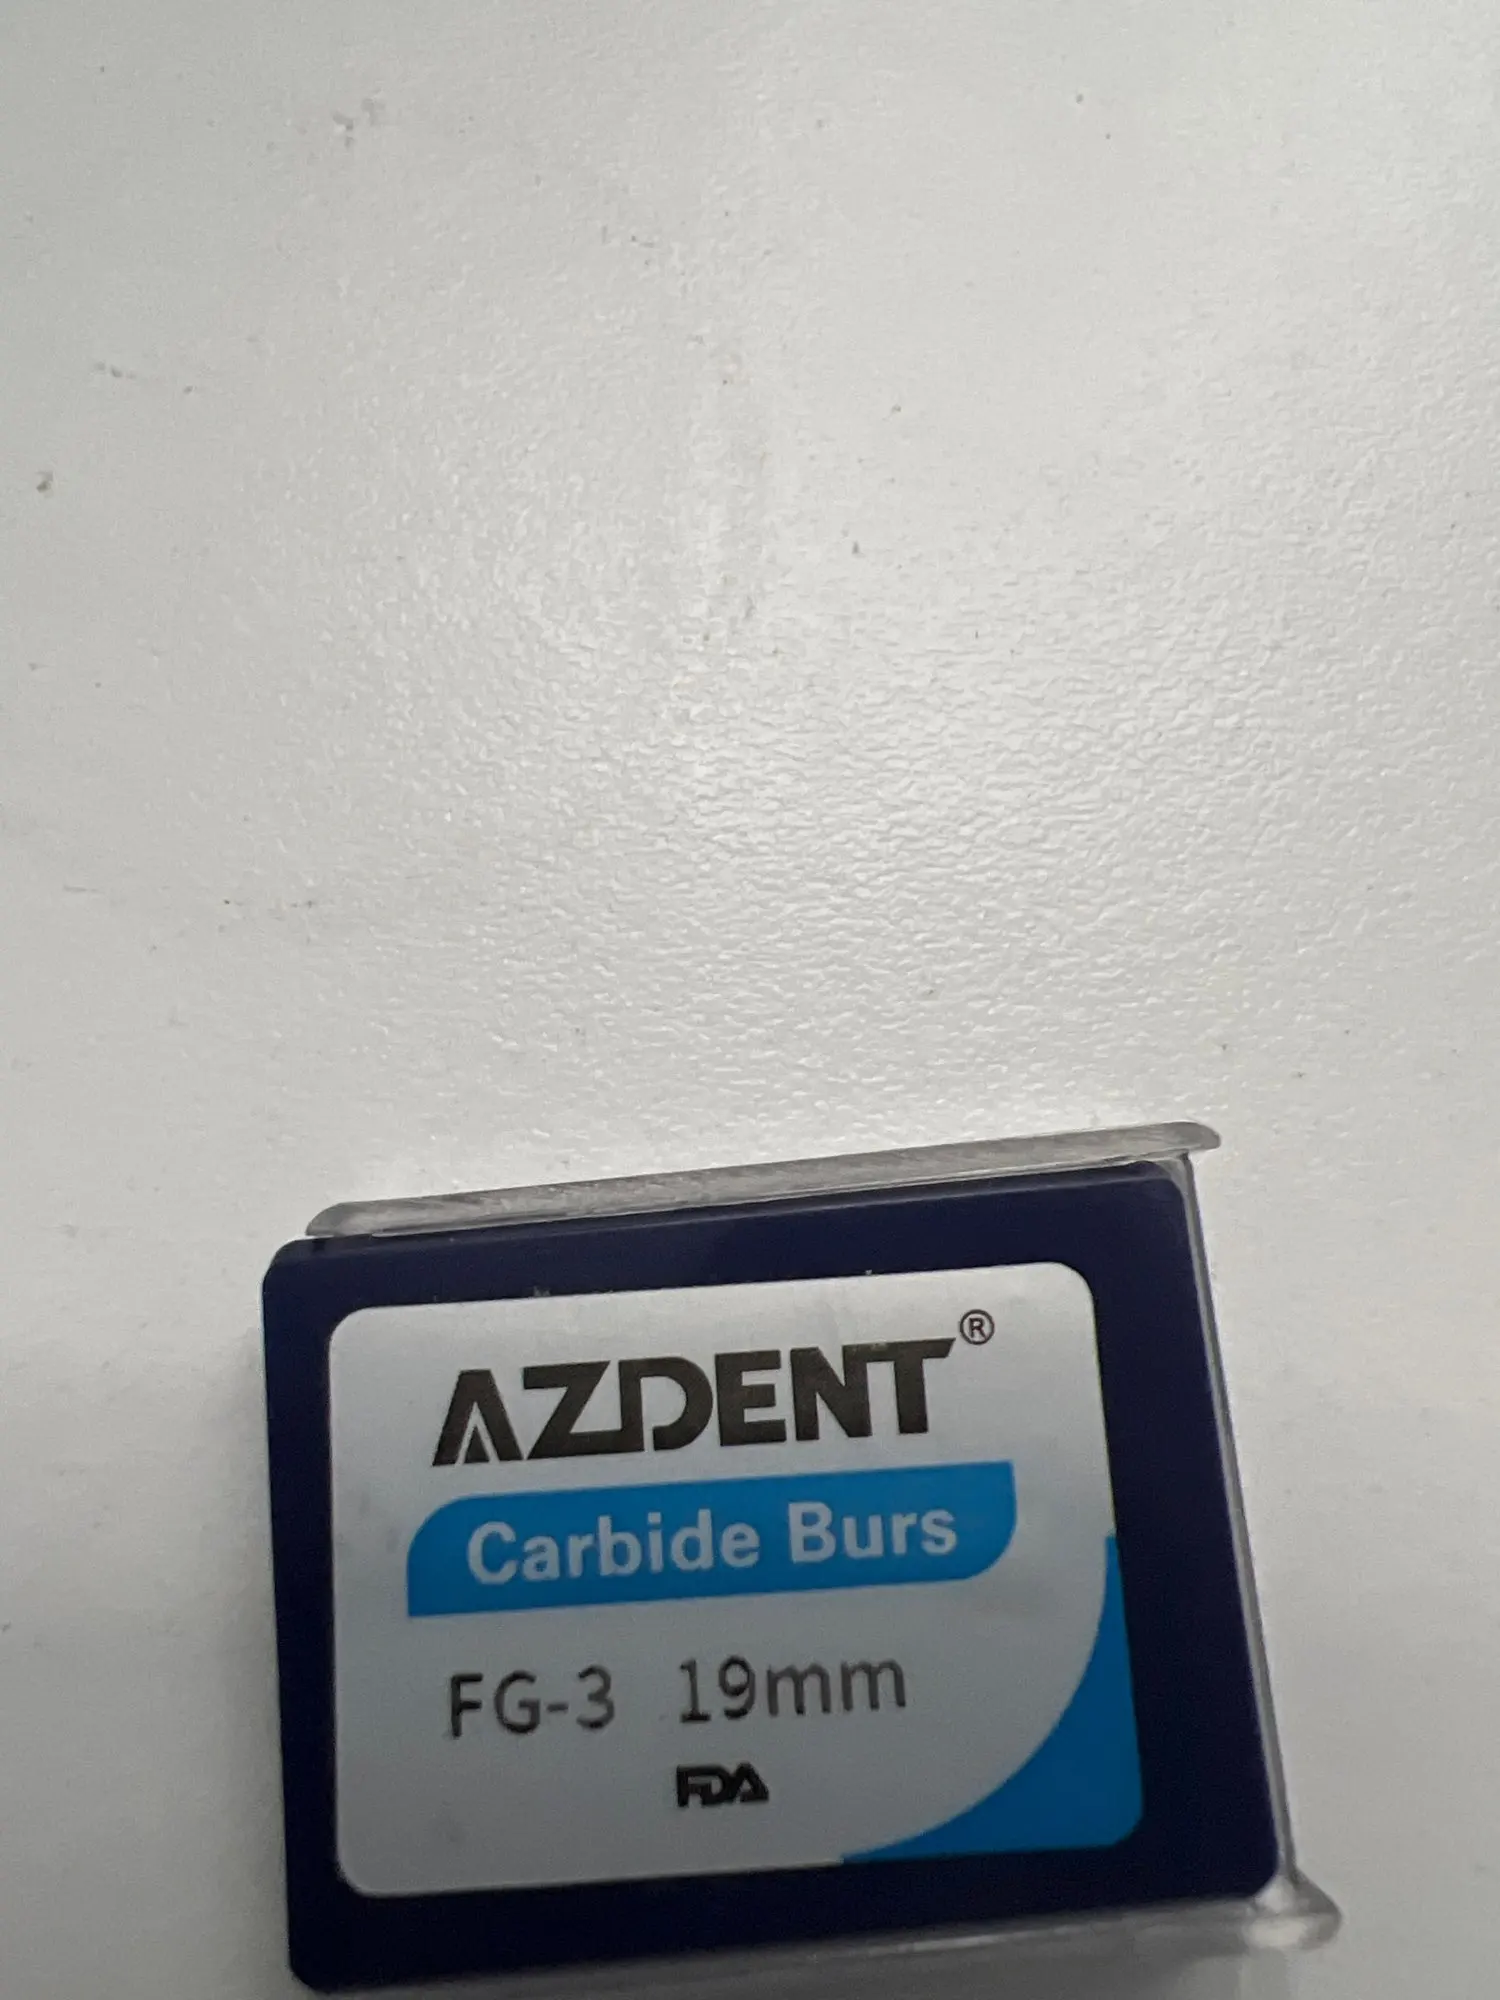 AZDENT®
Carbide Burs
FG-3 19mm
FDA